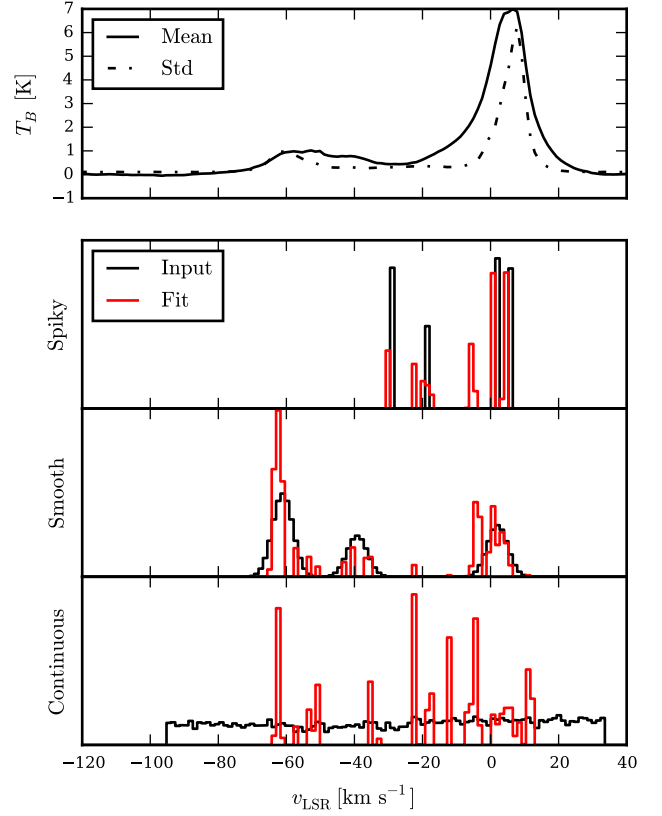 7
6
5
4
3
2
1
0
−1
T_B [K]
Mean
Std
Input
Fit
Spiky
Smooth
Continuous
−120 −100 −80 −60 −40 −20 0 20 40
v_LSR [km s⁻¹]